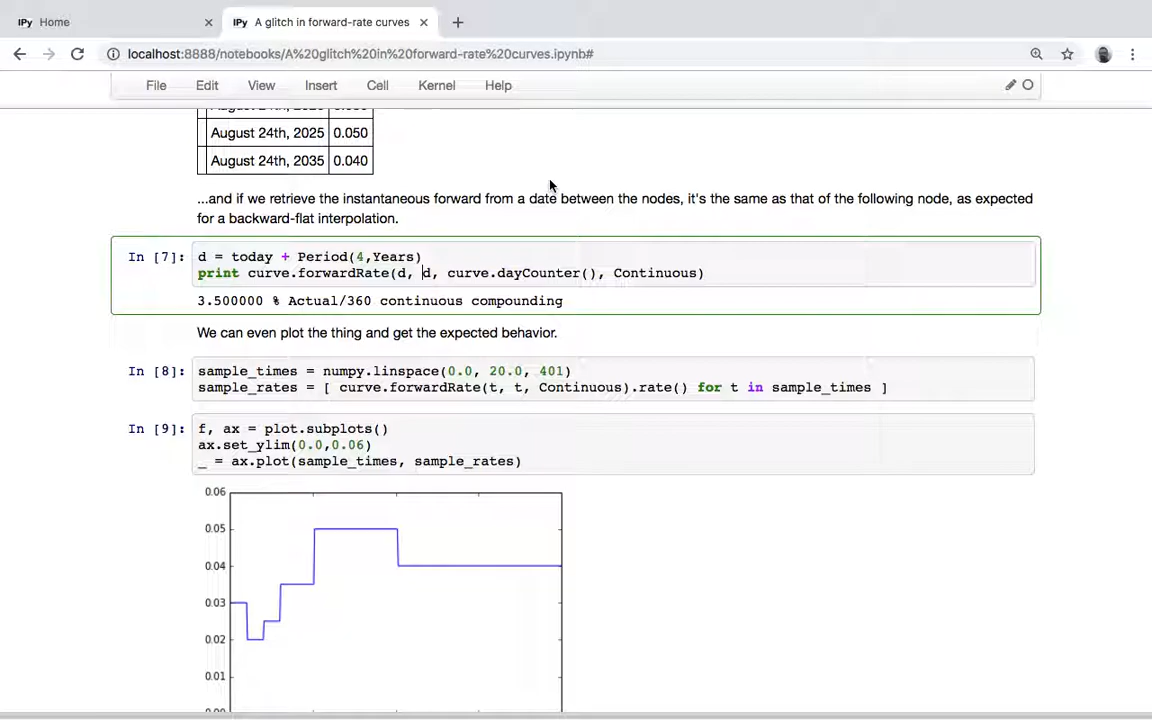 IPy Home
IPy A glitch in forward-rate curves
localhost:8888/notebooks/A%20glitch%20in%20forward-rate%20curves.ipynb#
File Edit View Insert Cell Kernel Help
August 24th, 2025 0.050
August 24th, 2035 0.040
...and if we retrieve the instantaneous forward from a date between the nodes, it's the same as that of the following node, as expected
for a backward-flat interpolation.
In [7]: d = today + Period(4,Years)
print curve.forwardRate(d, d, curve.dayCounter(), Continuous)
3.500000 % Actual/360 continuous compounding
We can even plot the thing and get the expected behavior.
In [8]: sample_times = numpy.linspace(0.0, 20.0, 401)
sample_rates = [ curve.forwardRate(t, t, Continuous).rate() for t in sample_times ]
In [9]: f, ax = plot.subplots()
ax.set_ylim(0.0,0.06)
_ = ax.plot(sample_times, sample_rates)
0.06
0.05
0.04
0.03
0.02
0.01